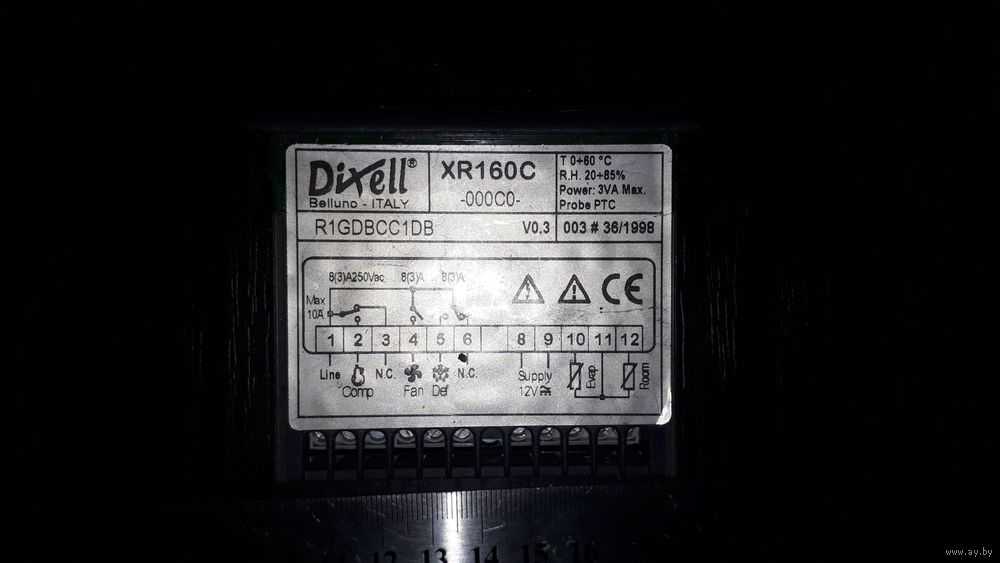 Dixell®
Belluno - ITALY
XR160C
-000C0-
T 0÷60 °C
R.H. 20÷85%
Power: 3VA Max.
Probe PTC
R1GDBCC1DB
V0.3
003 # 36/1998
8(3)A250Vac 8(3)A 8(3)A
Max
10A
CE
1 2 3 4 5 6 8 9 10 11 12
Line
Comp
N.C.
Fan
Def
N.C.
Supply
12V
Evap
Room
12 13 14 15 16
www.ay.by